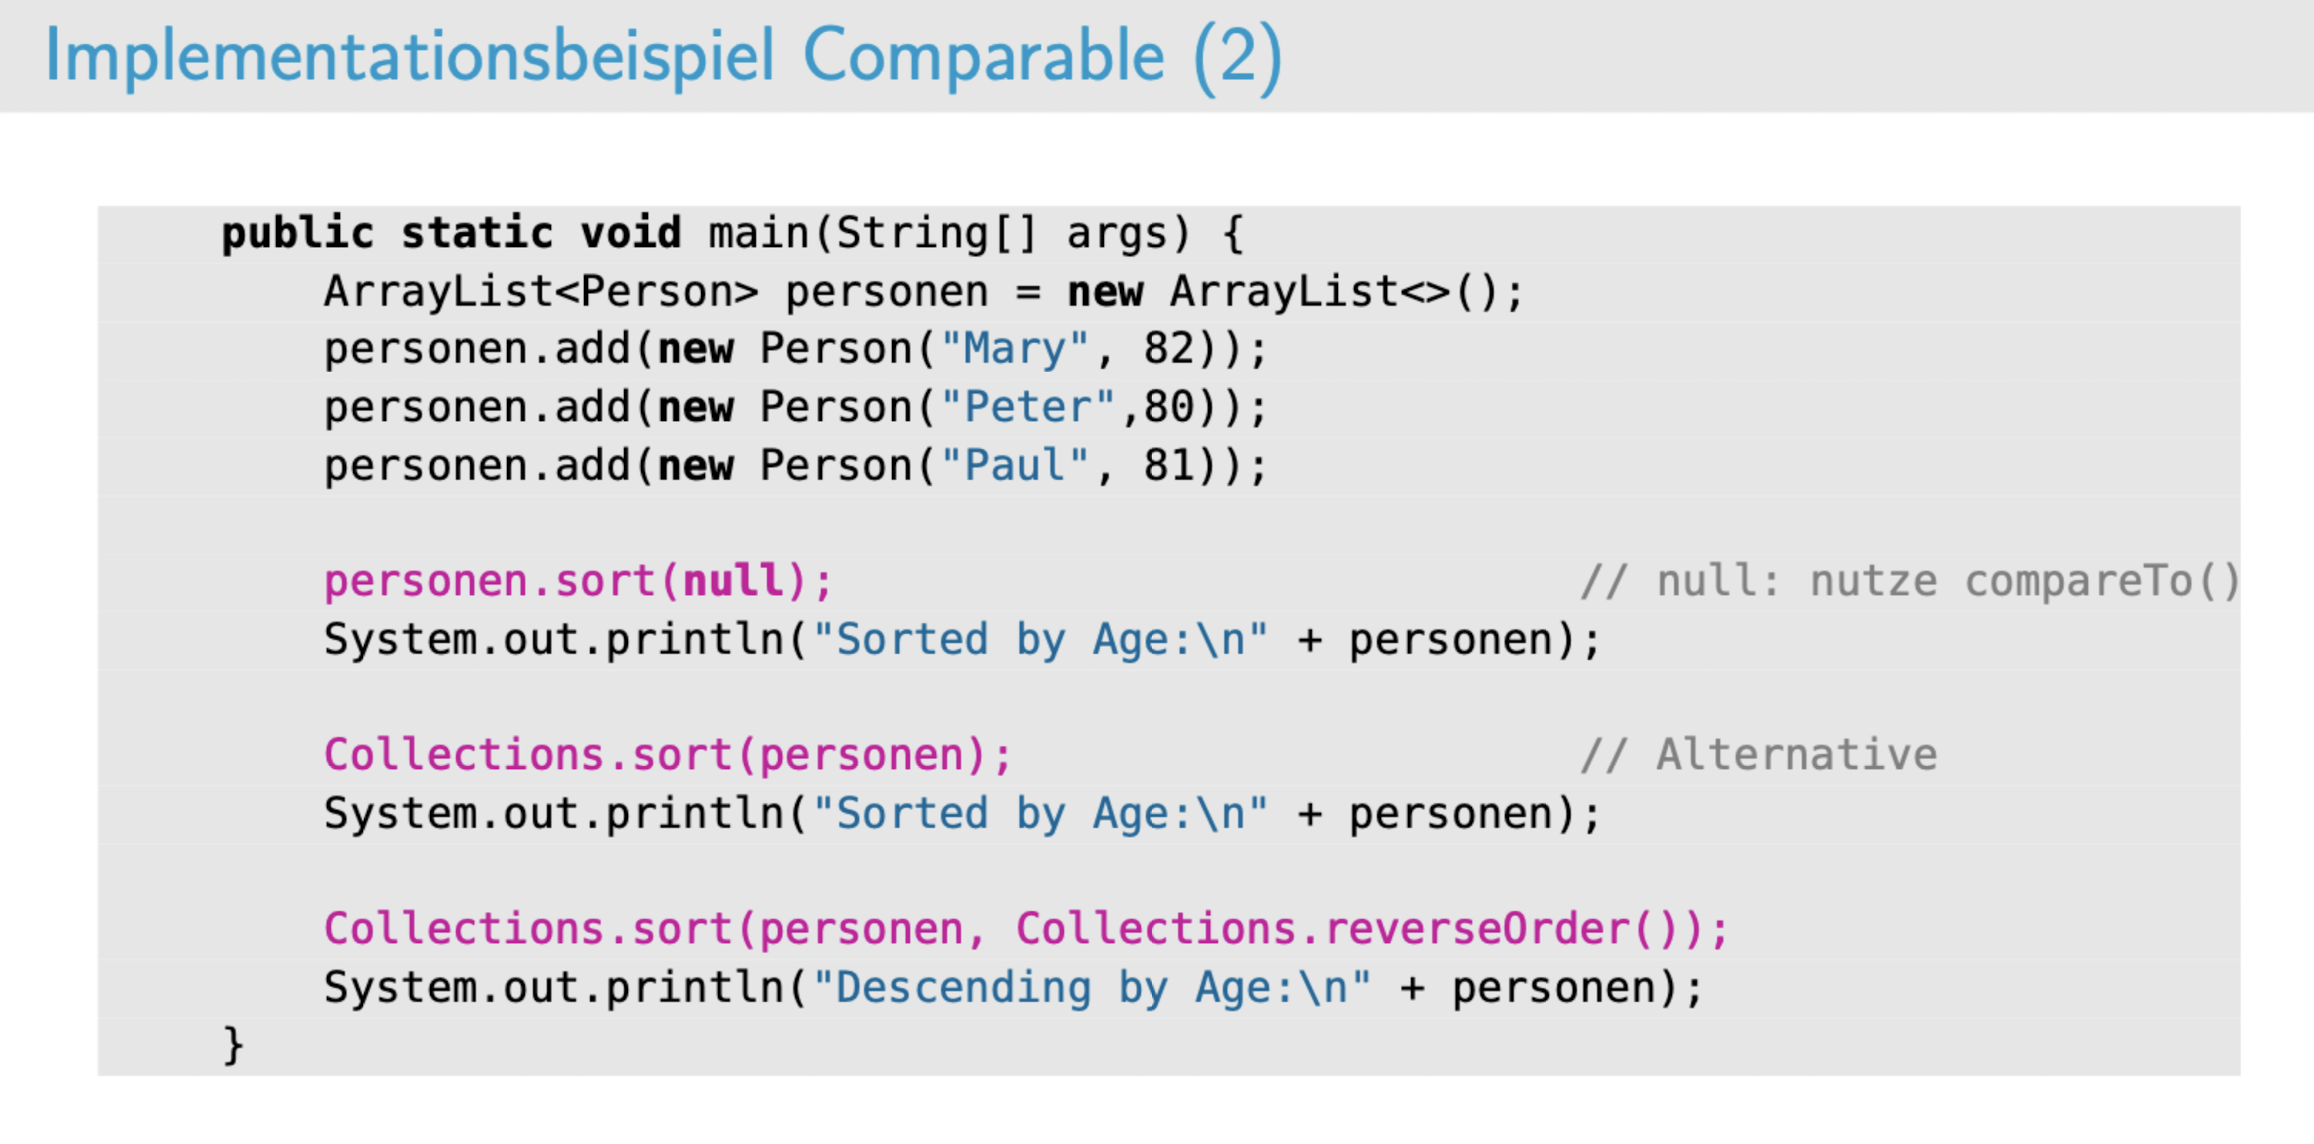 Implementationsbeispiel Comparable (2)
public static void main(String[] args) {
ArrayList<Person> personen = new ArrayList<>();
personen.add(new Person("Mary", 82));
personen.add(new Person("Peter",80));
personen.add(new Person("Paul", 81));
personen.sort(null); // null: nutze compareTo()
System.out.println("Sorted by Age:\n" + personen);
Collections.sort(personen); // Alternative
System.out.println("Sorted by Age:\n" + personen);
Collections.sort(personen, Collections.reverseOrder());
System.out.println("Descending by Age:\n" + personen);
}